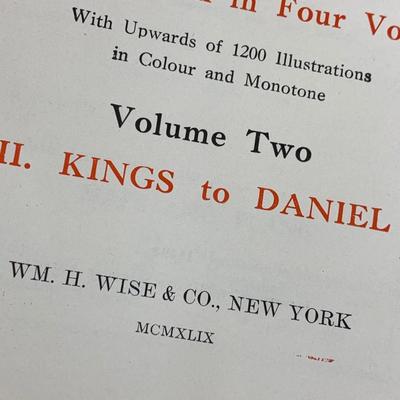 in Four Vo
With Upwards of 1200 Illustrations
in Colour and Monotone
Volume Two
II. KINGS to DANIEL
WM. H. WISE & CO., NEW YORK
MCMXLIX